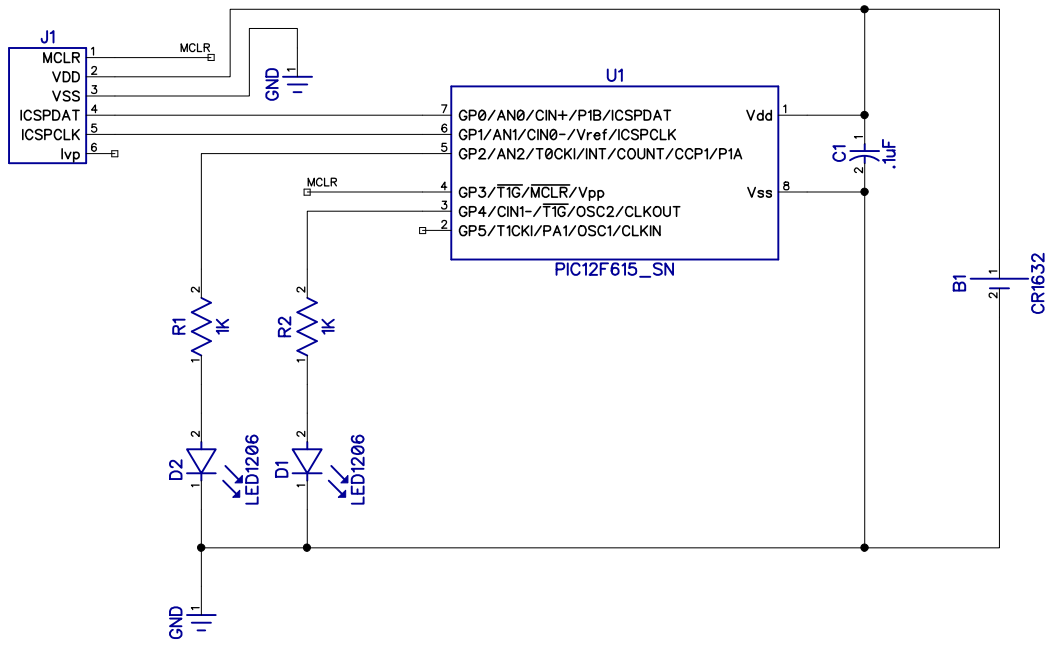 J1
MCLR 1 MCLR
VDD 2
VSS 3
ICSPDAT 4
ICSPCLK 5
Ivp 6
GND 1
U1
7 GP0/AN0/CIN+/P1B/ICSPDAT
6 GP1/AN1/CIN0-/Vref/ICSPCLK
5 GP2/AN2/T0CKI/INT/COUNT/CCP1/P1A
MCLR 4 GP3/T1G/MCLR/Vpp
3 GP4/CIN1-/T1G/OSC2/CLKOUT
2 GP5/T1CKI/PA1/OSC1/CLKIN
Vdd 1
Vss 8
PIC12F615_SN
1
C1 .1uF
2
1
B1 CR1632
2
2
R1 1K
1
2
R2 1K
1
2
D2 LED1206
1
2
D1 LED1206
1
GND 1